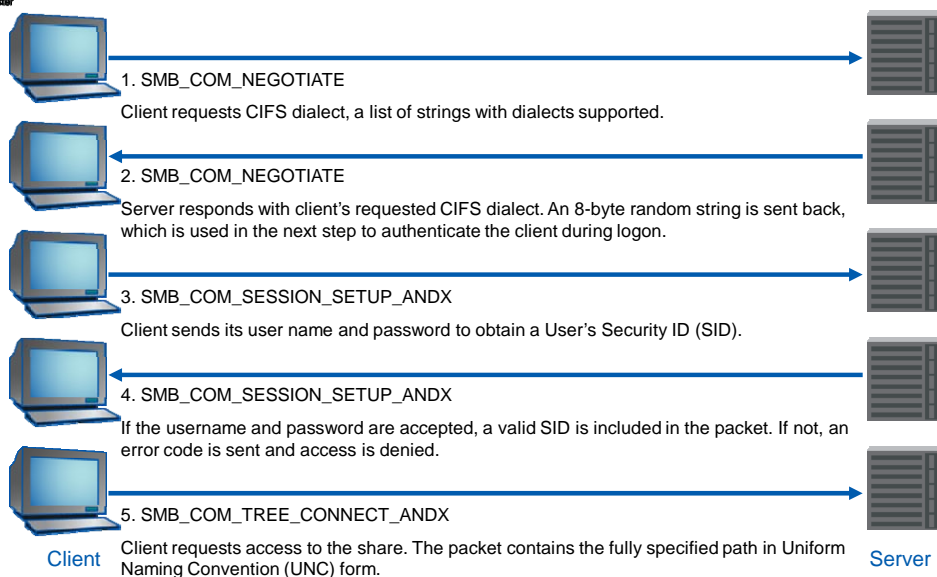 1. SMB_COM_NEGOTIATE
Client requests CIFS dialect, a list of strings with dialects supported.
2. SMB_COM_NEGOTIATE
Server responds with client's requested CIFS dialect. An 8-byte random string is sent back,
which is used in the next step to authenticate the client during logon.
3. SMB_COM_SESSION_SETUP_ANDX
Client sends its user name and password to obtain a User's Security ID (SID).
4. SMB_COM_SESSION_SETUP_ANDX
If the username and password are accepted, a valid SID is included in the packet. If not, an
error code is sent and access is denied.
5. SMB_COM_TREE_CONNECT_ANDX
Client requests access to the share. The packet contains the fully specified path in Uniform
Naming Convention (UNC) form.
Client
Server